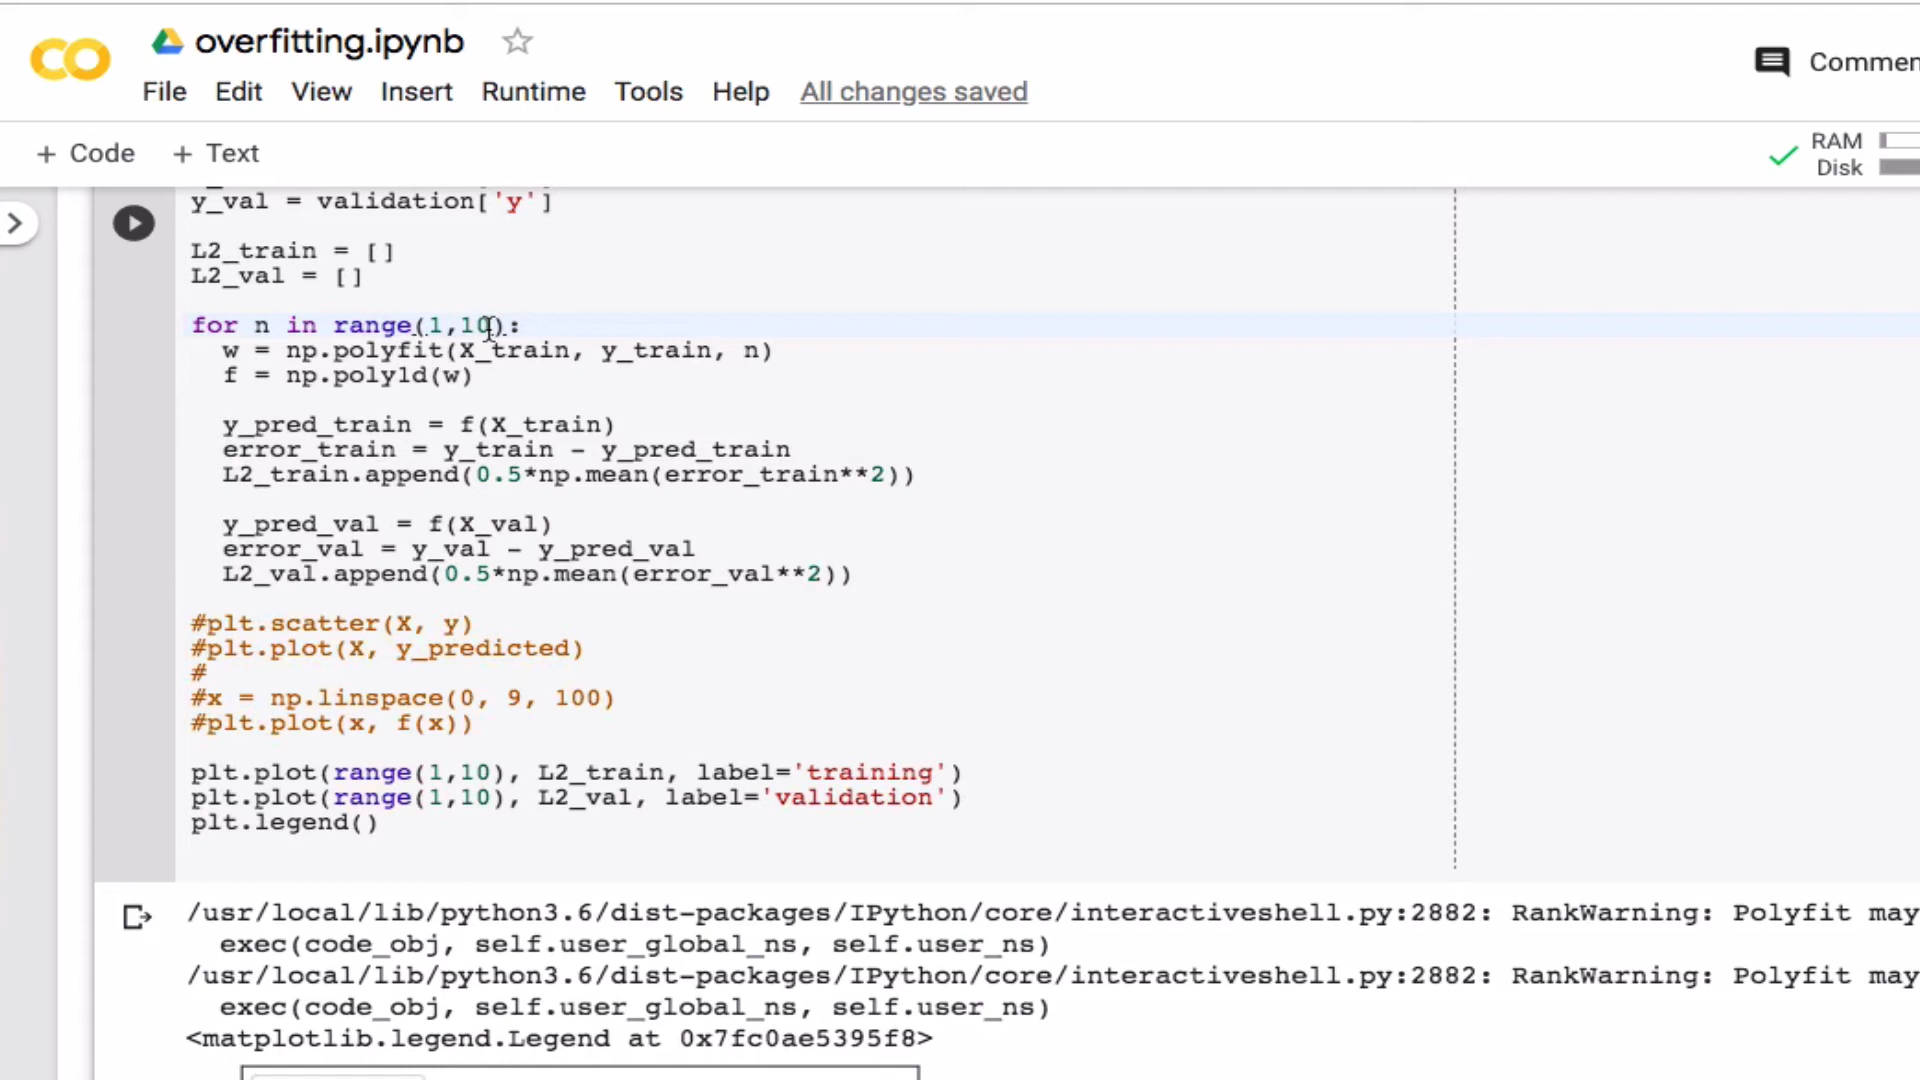 overfitting.ipynb
File Edit View Insert Runtime Tools Help All changes saved
Commen
+ Code + Text
RAM
Disk
y_val = validation['y']
L2_train = []
L2_val = []
for n in range(1,10):
w = np.polyfit(X_train, y_train, n)
f = np.poly1d(w)
y_pred_train = f(X_train)
error_train = y_train - y_pred_train
L2_train.append(0.5*np.mean(error_train**2))
y_pred_val = f(X_val)
error_val = y_val - y_pred_val
L2_val.append(0.5*np.mean(error_val**2))
#plt.scatter(X, y)
#plt.plot(X, y_predicted)
#
#x = np.linspace(0, 9, 100)
#plt.plot(x, f(x))
plt.plot(range(1,10), L2_train, label='training')
plt.plot(range(1,10), L2_val, label='validation')
plt.legend()
/usr/local/lib/python3.6/dist-packages/IPython/core/interactiveshell.py:2882: RankWarning: Polyfit may
exec(code_obj, self.user_global_ns, self.user_ns)
/usr/local/lib/python3.6/dist-packages/IPython/core/interactiveshell.py:2882: RankWarning: Polyfit may
exec(code_obj, self.user_global_ns, self.user_ns)
<matplotlib.legend.Legend at 0x7fc0ae5395f8>